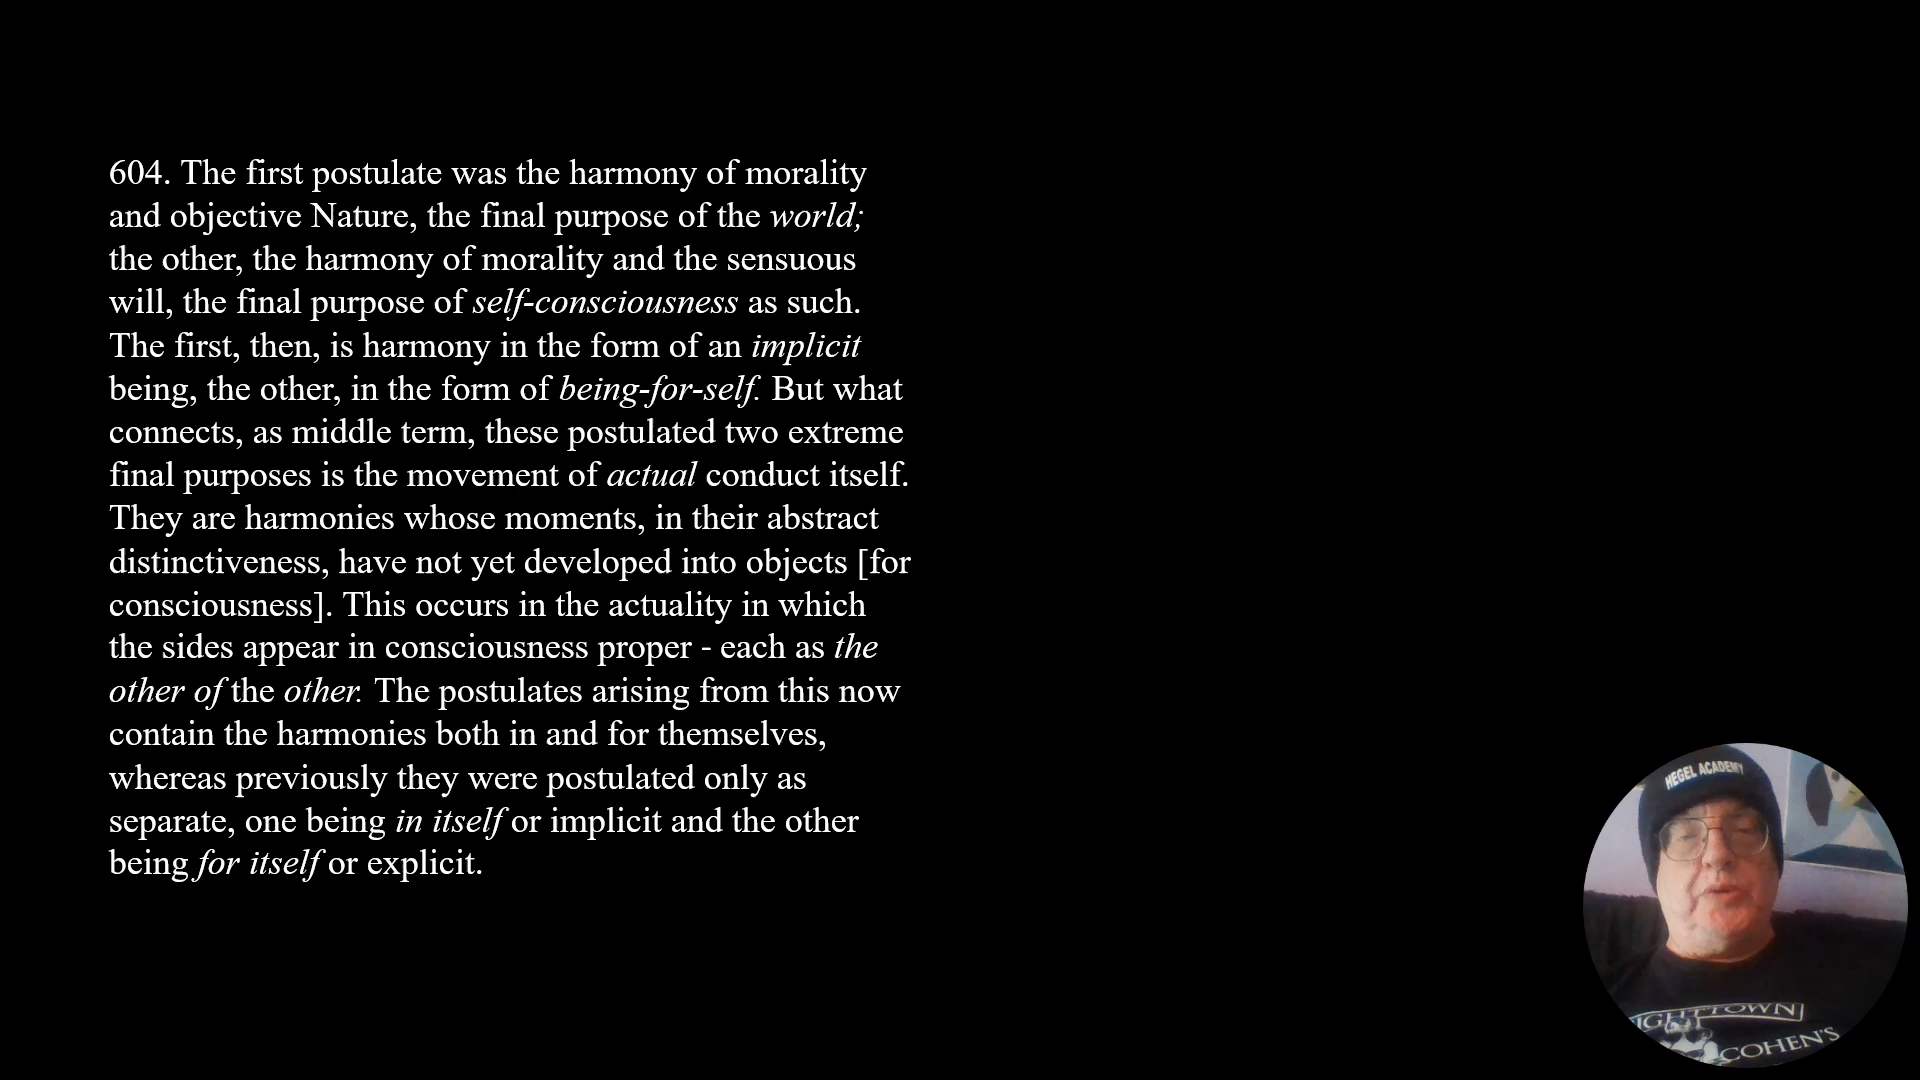 604. The first postulate was the harmony of morality
and objective Nature, the final purpose of the world;
the other, the harmony of morality and the sensuous
will, the final purpose of self-consciousness as such.
The first, then, is harmony in the form of an implicit
being, the other, in the form of being-for-self. But what
connects, as middle term, these postulated two extreme
final purposes is the movement of actual conduct itself.
They are harmonies whose moments, in their abstract
distinctiveness, have not yet developed into objects [for
consciousness]. This occurs in the actuality in which
the sides appear in consciousness proper - each as the
other of the other. The postulates arising from this now
contain the harmonies both in and for themselves,
whereas previously they were postulated only as
separate, one being in itself or implicit and the other
being for itself or explicit.
HEGEL ACADEMY
IGHTTOWN
COHEN'S